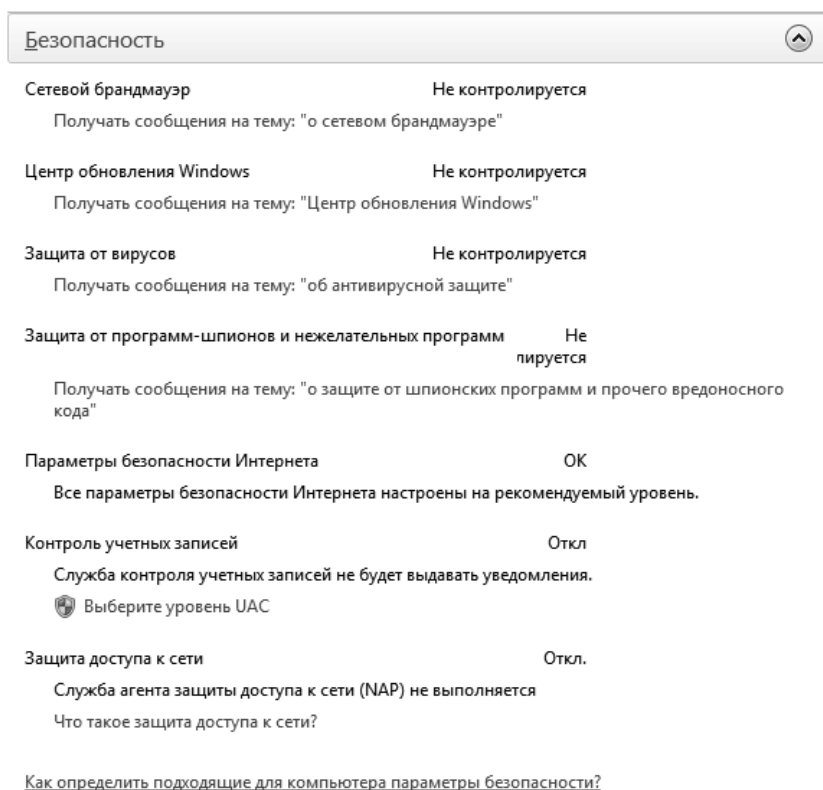 Безопасность
Сетевой брандмауэр Не контролируется
Получать сообщения на тему: "о сетевом брандмауэре"
Центр обновления Windows Не контролируется
Получать сообщения на тему: "Центр обновления Windows"
Защита от вирусов Не контролируется
Получать сообщения на тему: "об антивирусной защите"
Защита от программ-шпионов и нежелательных программ Не
лируется
Получать сообщения на тему: "о защите от шпионских программ и прочего вредоносного
кода"
Параметры безопасности Интернета ОК
Все параметры безопасности Интернета настроены на рекомендуемый уровень.
Контроль учетных записей Откл
Служба контроля учетных записей не будет выдавать уведомления.
Выберите уровень UAC
Защита доступа к сети Откл.
Служба агента защиты доступа к сети (NAP) не выполняется
Что такое защита доступа к сети?
Как определить подходящие для компьютера параметры безопасности?